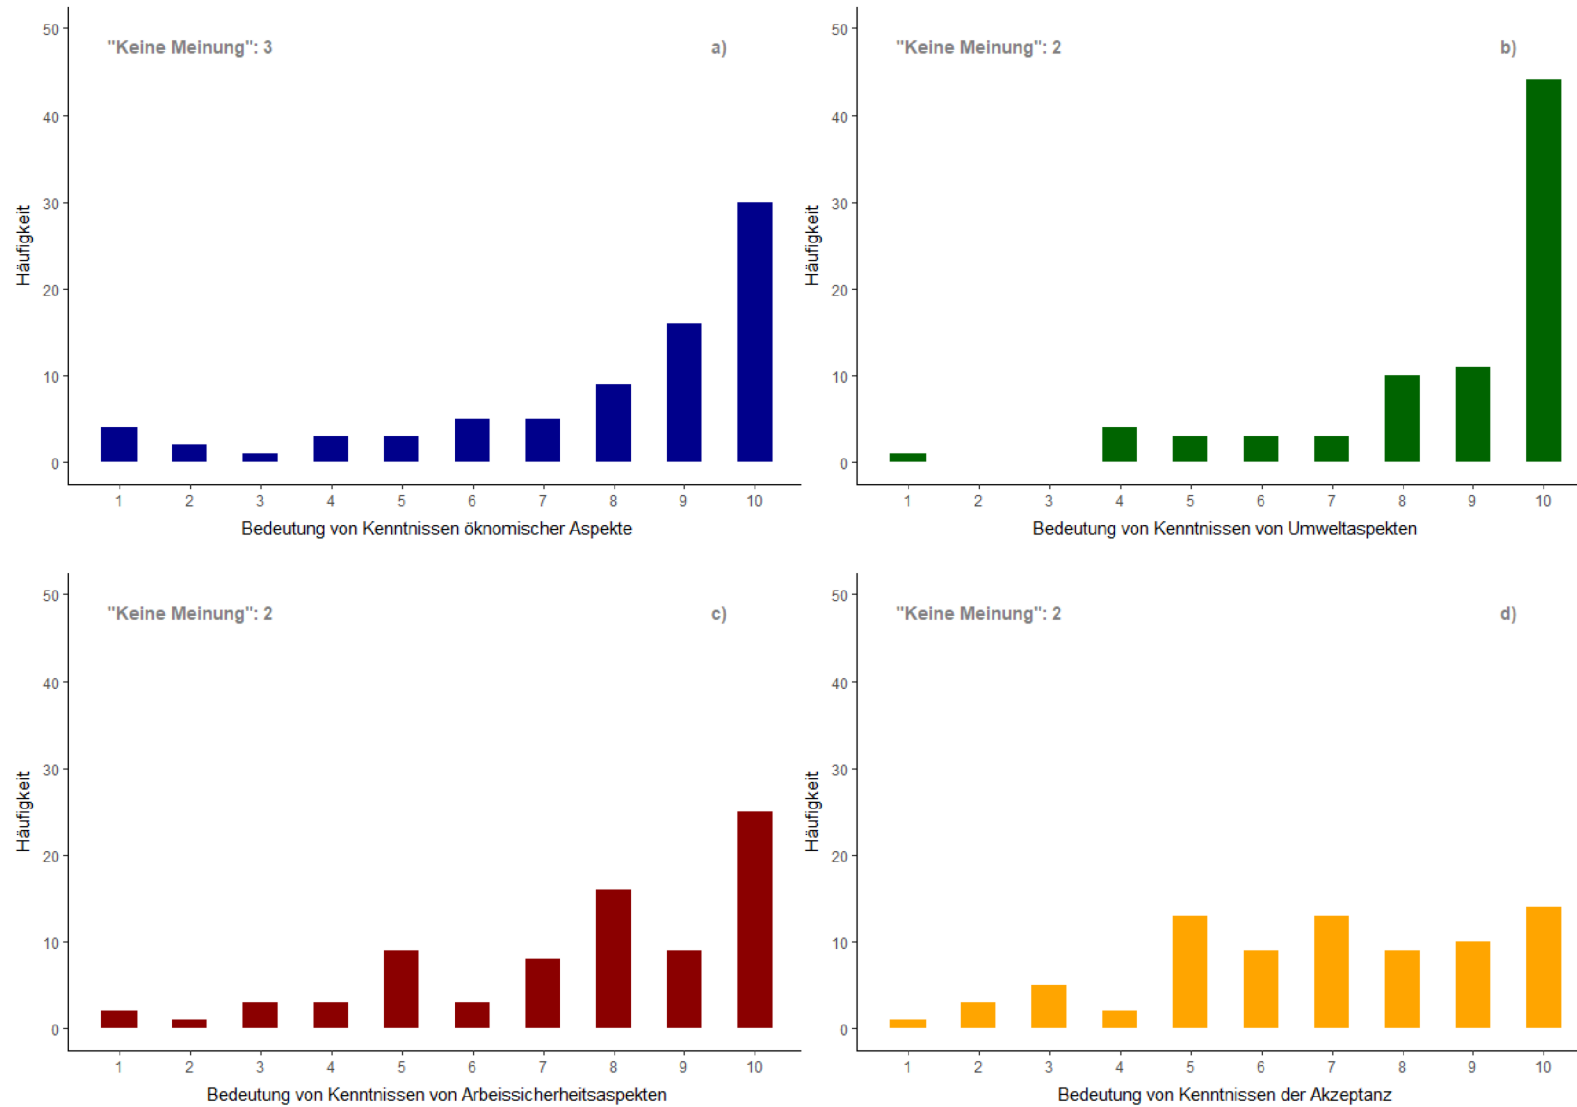 "Keine Meinung": 3
a)
50
40
30
20
10
0
Häufigkeit
1 2 3 4 5 6 7 8 9 10
Bedeutung von Kenntnissen öknomischer Aspekte
"Keine Meinung": 2
b)
50
40
30
20
10
0
Häufigkeit
1 2 3 4 5 6 7 8 9 10
Bedeutung von Kenntnissen von Umweltaspekten
"Keine Meinung": 2
c)
50
40
30
20
10
0
Häufigkeit
1 2 3 4 5 6 7 8 9 10
Bedeutung von Kenntnissen von Arbeissicherheitsaspekten
"Keine Meinung": 2
d)
50
40
30
20
10
0
Häufigkeit
1 2 3 4 5 6 7 8 9 10
Bedeutung von Kenntnissen der Akzeptanz